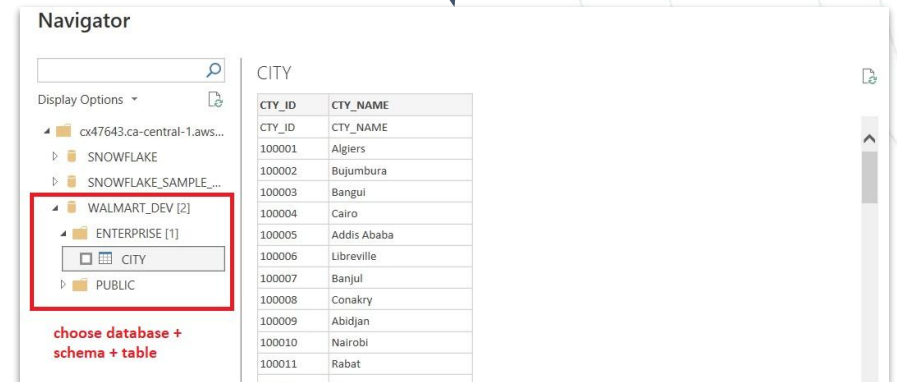 Navigator
Display Options
cx47643.ca-central-1.aws...
SNOWFLAKE
SNOWFLAKE_SAMPLE_...
WALMART_DEV [2]
ENTERPRISE [1]
CITY
PUBLIC
choose database +
schema + table
CITY
CTY_ID CTY_NAME
CTY_ID CTY_NAME
100001 Algiers
100002 Bujumbura
100003 Bangui
100004 Cairo
100005 Addis Ababa
100006 Libreville
100007 Banjul
100008 Conakry
100009 Abidjan
100010 Nairobi
100011 Rabat